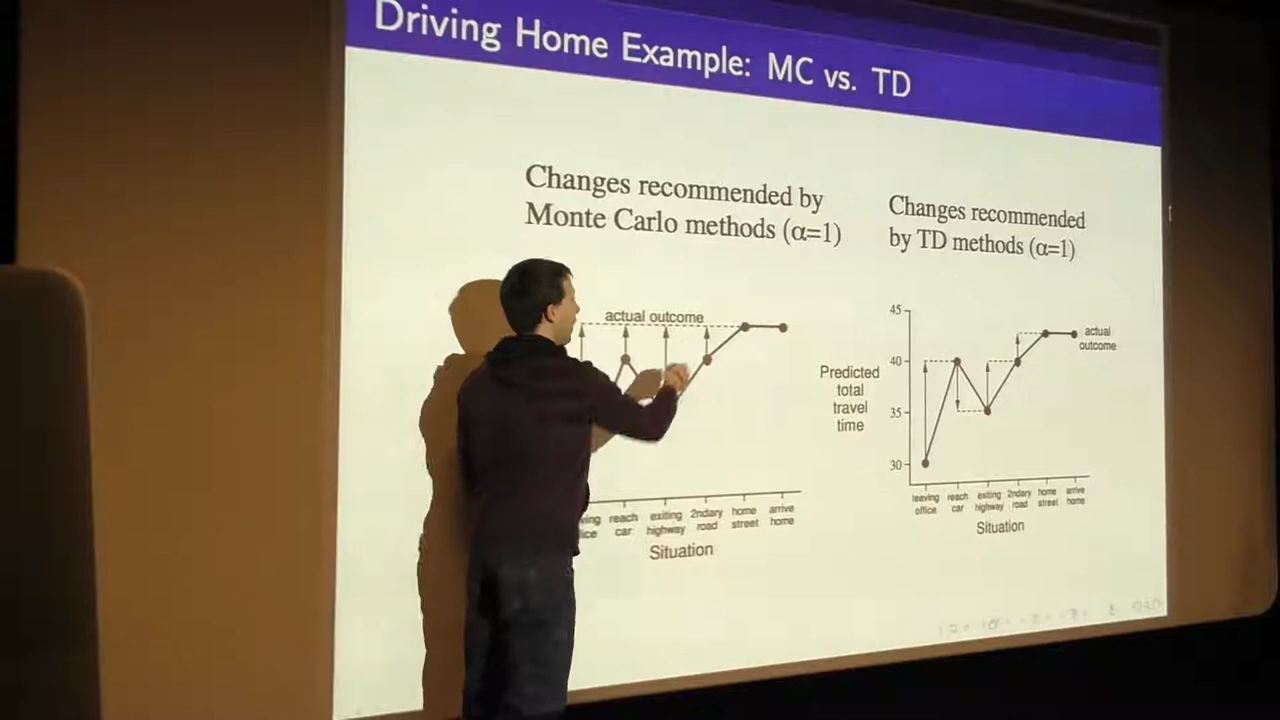 Driving Home Example: MC vs. TD
Changes recommended by
Monte Carlo methods (α=1)
actual outcome
reach
car
exiting
highway
2ndary
road
home
street
arrive
home
Situation
Changes recommended
by TD methods (α=1)
45
40
35
30
Predicted
total
travel
time
actual
outcome
leaving
office
reach
car
exiting
highway
2ndary
road
home
street
arrive
home
Situation